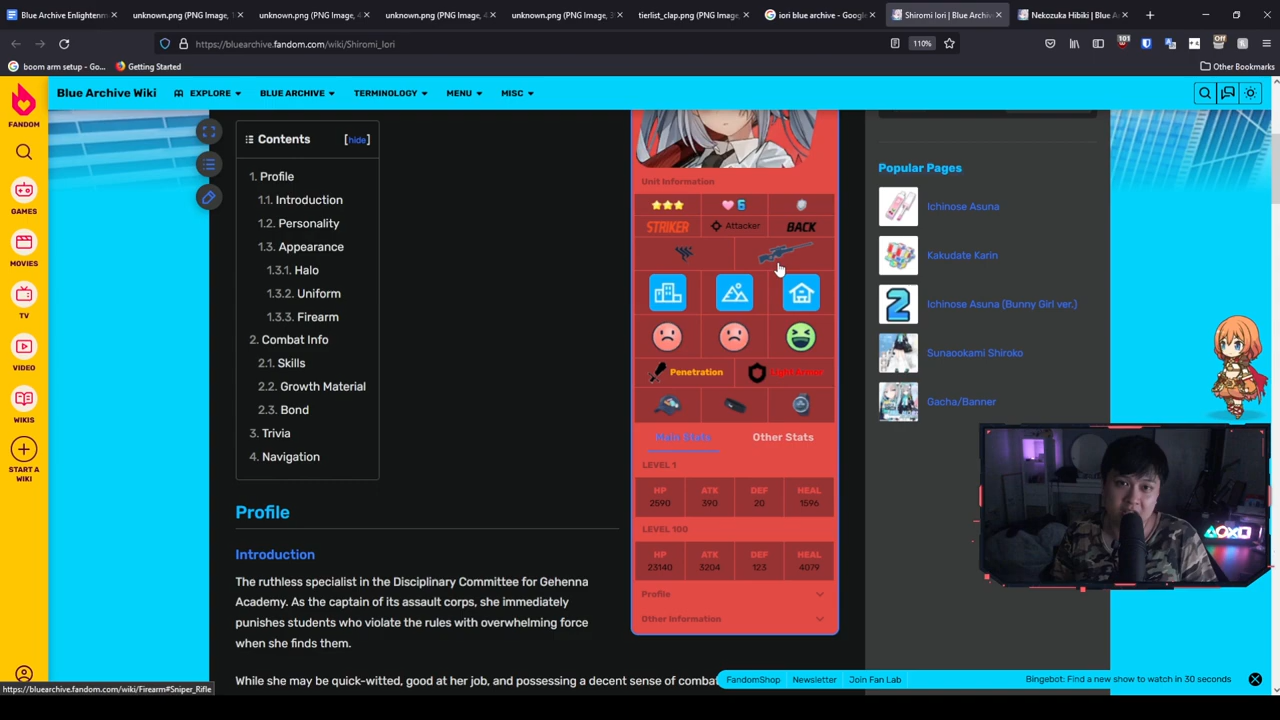 Blue Archive Enlightenm
unknown.png (PNG Image, 1
unknown.png (PNG Image, 4
unknown.png (PNG Image, 4
unknown.png (PNG Image, 3
tierlist_clap.png (PNG Image,
iori blue archive - Google
Shiromi Iori | Blue Archive
Nekozuka Hibiki | Blue A
https://bluearchive.fandom.com/wiki/Shiromi_Iori
110%
101
Off
boom arm setup - Go...
Getting Started
Other Bookmarks
FANDOM
GAMES
MOVIES
TV
VIDEO
WIKIS
START A
WIKI
Blue Archive Wiki
EXPLORE
BLUE ARCHIVE
TERMINOLOGY
MENU
MISC
Contents [hide]
1. Profile
1.1. Introduction
1.2. Personality
1.3. Appearance
1.3.1. Halo
1.3.2. Uniform
1.3.3. Firearm
2. Combat Info
2.1. Skills
2.2. Growth Material
2.3. Bond
3. Trivia
4. Navigation
Profile
Introduction
The ruthless specialist in the Disciplinary Committee for Gehenna
Academy. As the captain of its assault corps, she immediately
punishes students who violate the rules with overwhelming force
when she finds them.
While she may be quick-witted, good at her job, and possessing a decent sense of combat
Unit Information
6
STRIKER
Attacker
BACK
Penetration
Light Armor
Main Stats
Other Stats
LEVEL 1
HP ATK DEF HEAL
2590 390 20 1596
LEVEL 100
HP ATK DEF HEAL
23140 3204 123 4079
Profile
Other Information
Popular Pages
Ichinose Asuna
Kakudate Karin
2
Ichinose Asuna (Bunny Girl ver.)
Sunaookami Shiroko
Gacha/Banner
https://bluearchive.fandom.com/wiki/Firearm#Sniper_Rifle
FandomShop
Newsletter
Join Fan Lab
Bingebot: Find a new show to watch in 30 seconds